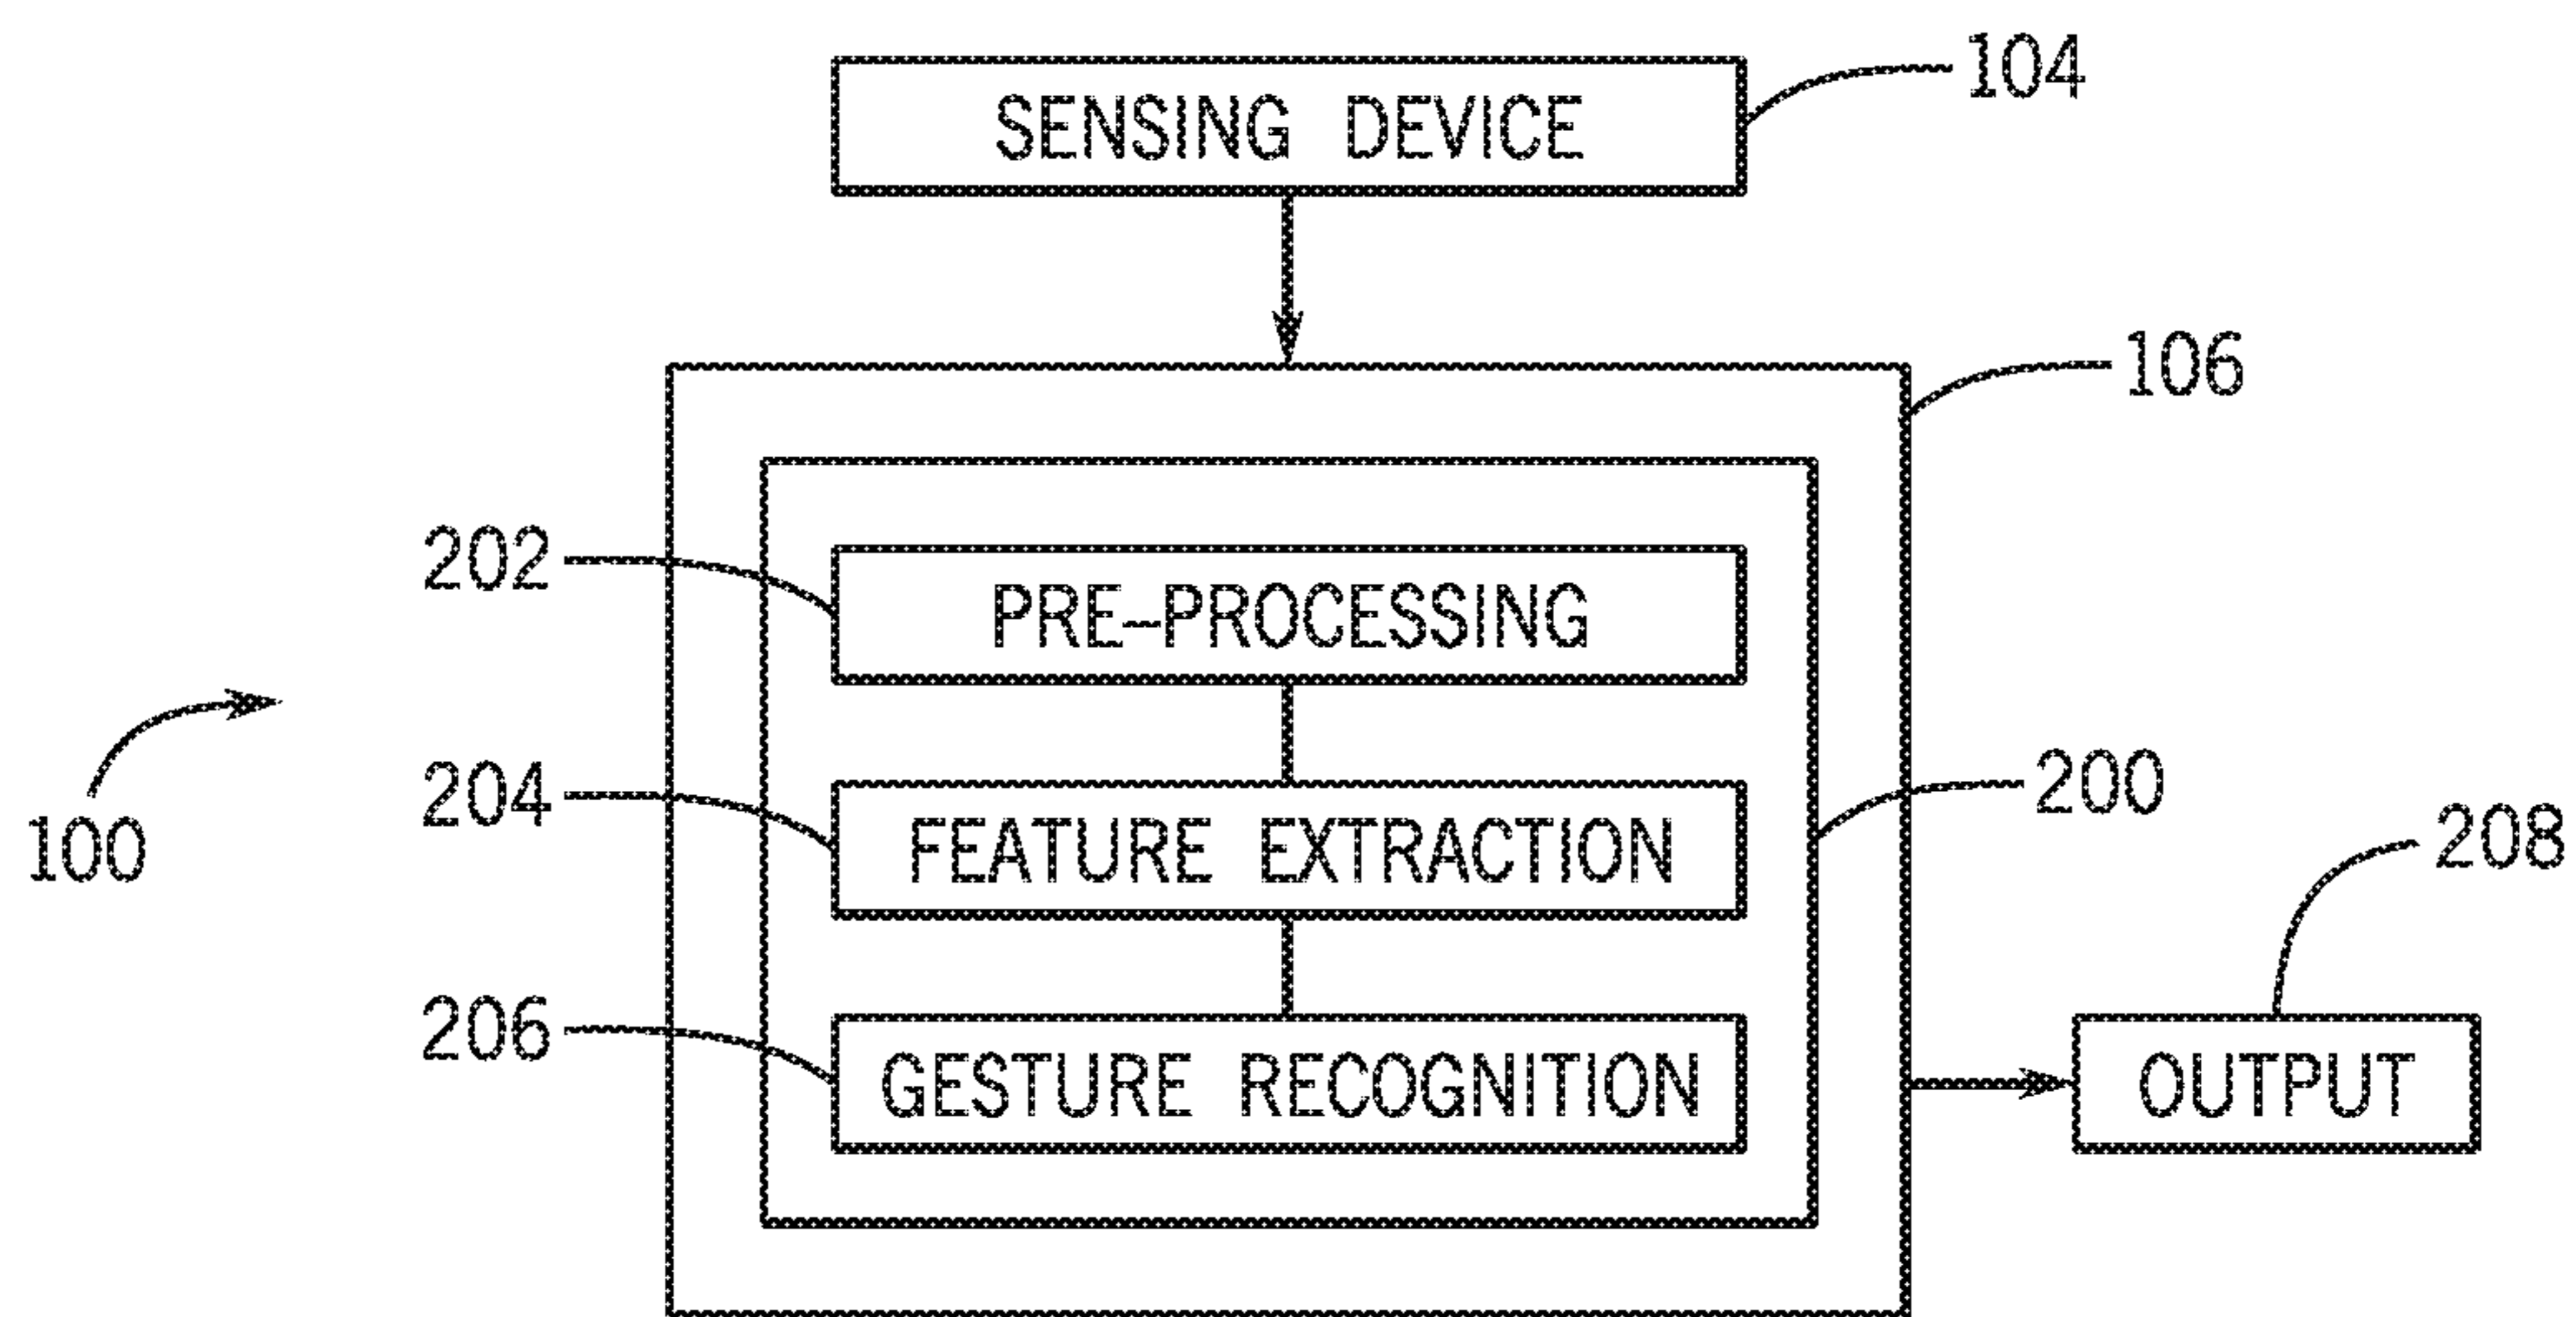 SENSING DEVICE
104
106
202
PRE-PROCESSING
100
204
FEATURE EXTRACTION
200
208
206
GESTURE RECOGNITION
OUTPUT